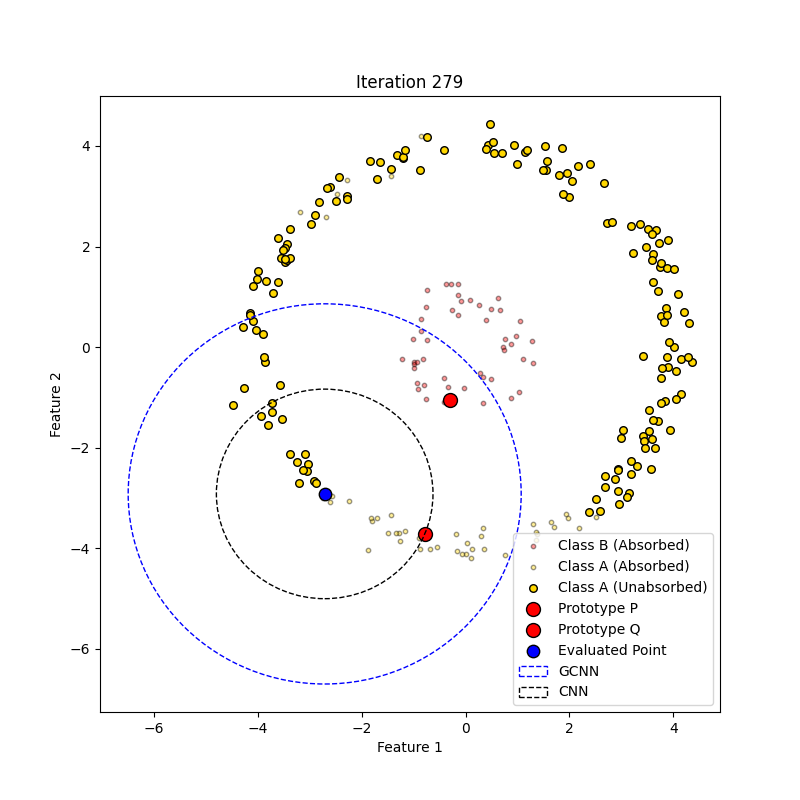 Iteration 279
Feature 2
4
2
0
−2
−4
−6
Class B (Absorbed)
Class A (Absorbed)
Class A (Unabsorbed)
Prototype P
Prototype Q
Evaluated Point
GCNN
CNN
−6 −4 −2 0 2 4
Feature 1